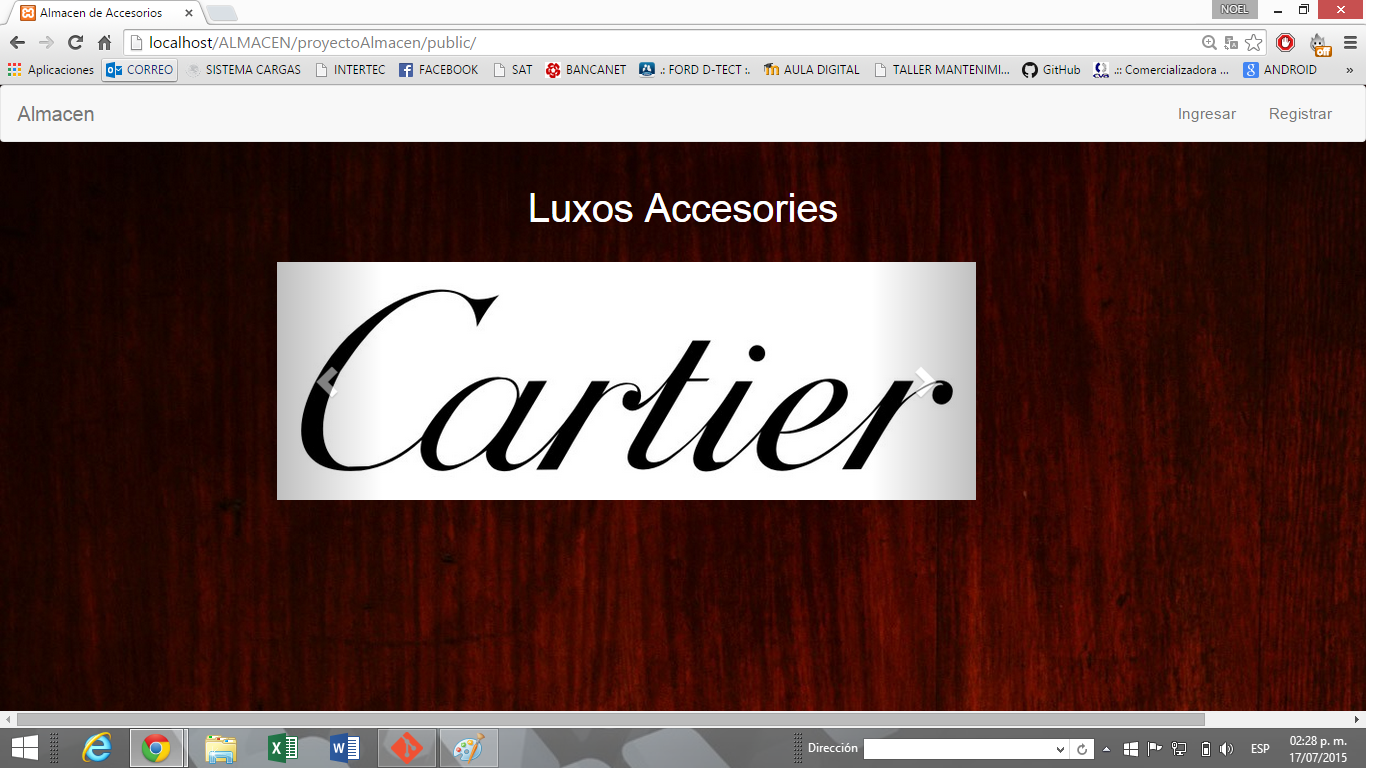 Almacen de Accesorios
NOEL
localhost/ALMACEN/proyectoAlmacen/public/
off
Aplicaciones CORREO SISTEMA CARGAS INTERTEC FACEBOOK SAT BANCANET .: FORD D-TECT :. AULA DIGITAL TALLER MANTENIMI... GitHub cva .:: Comercializadora ... ANDROID »
Almacen Ingresar Registrar
Luxos Accesories
Cartier
Dirección ESP 02:28 p. m.
17/07/2015